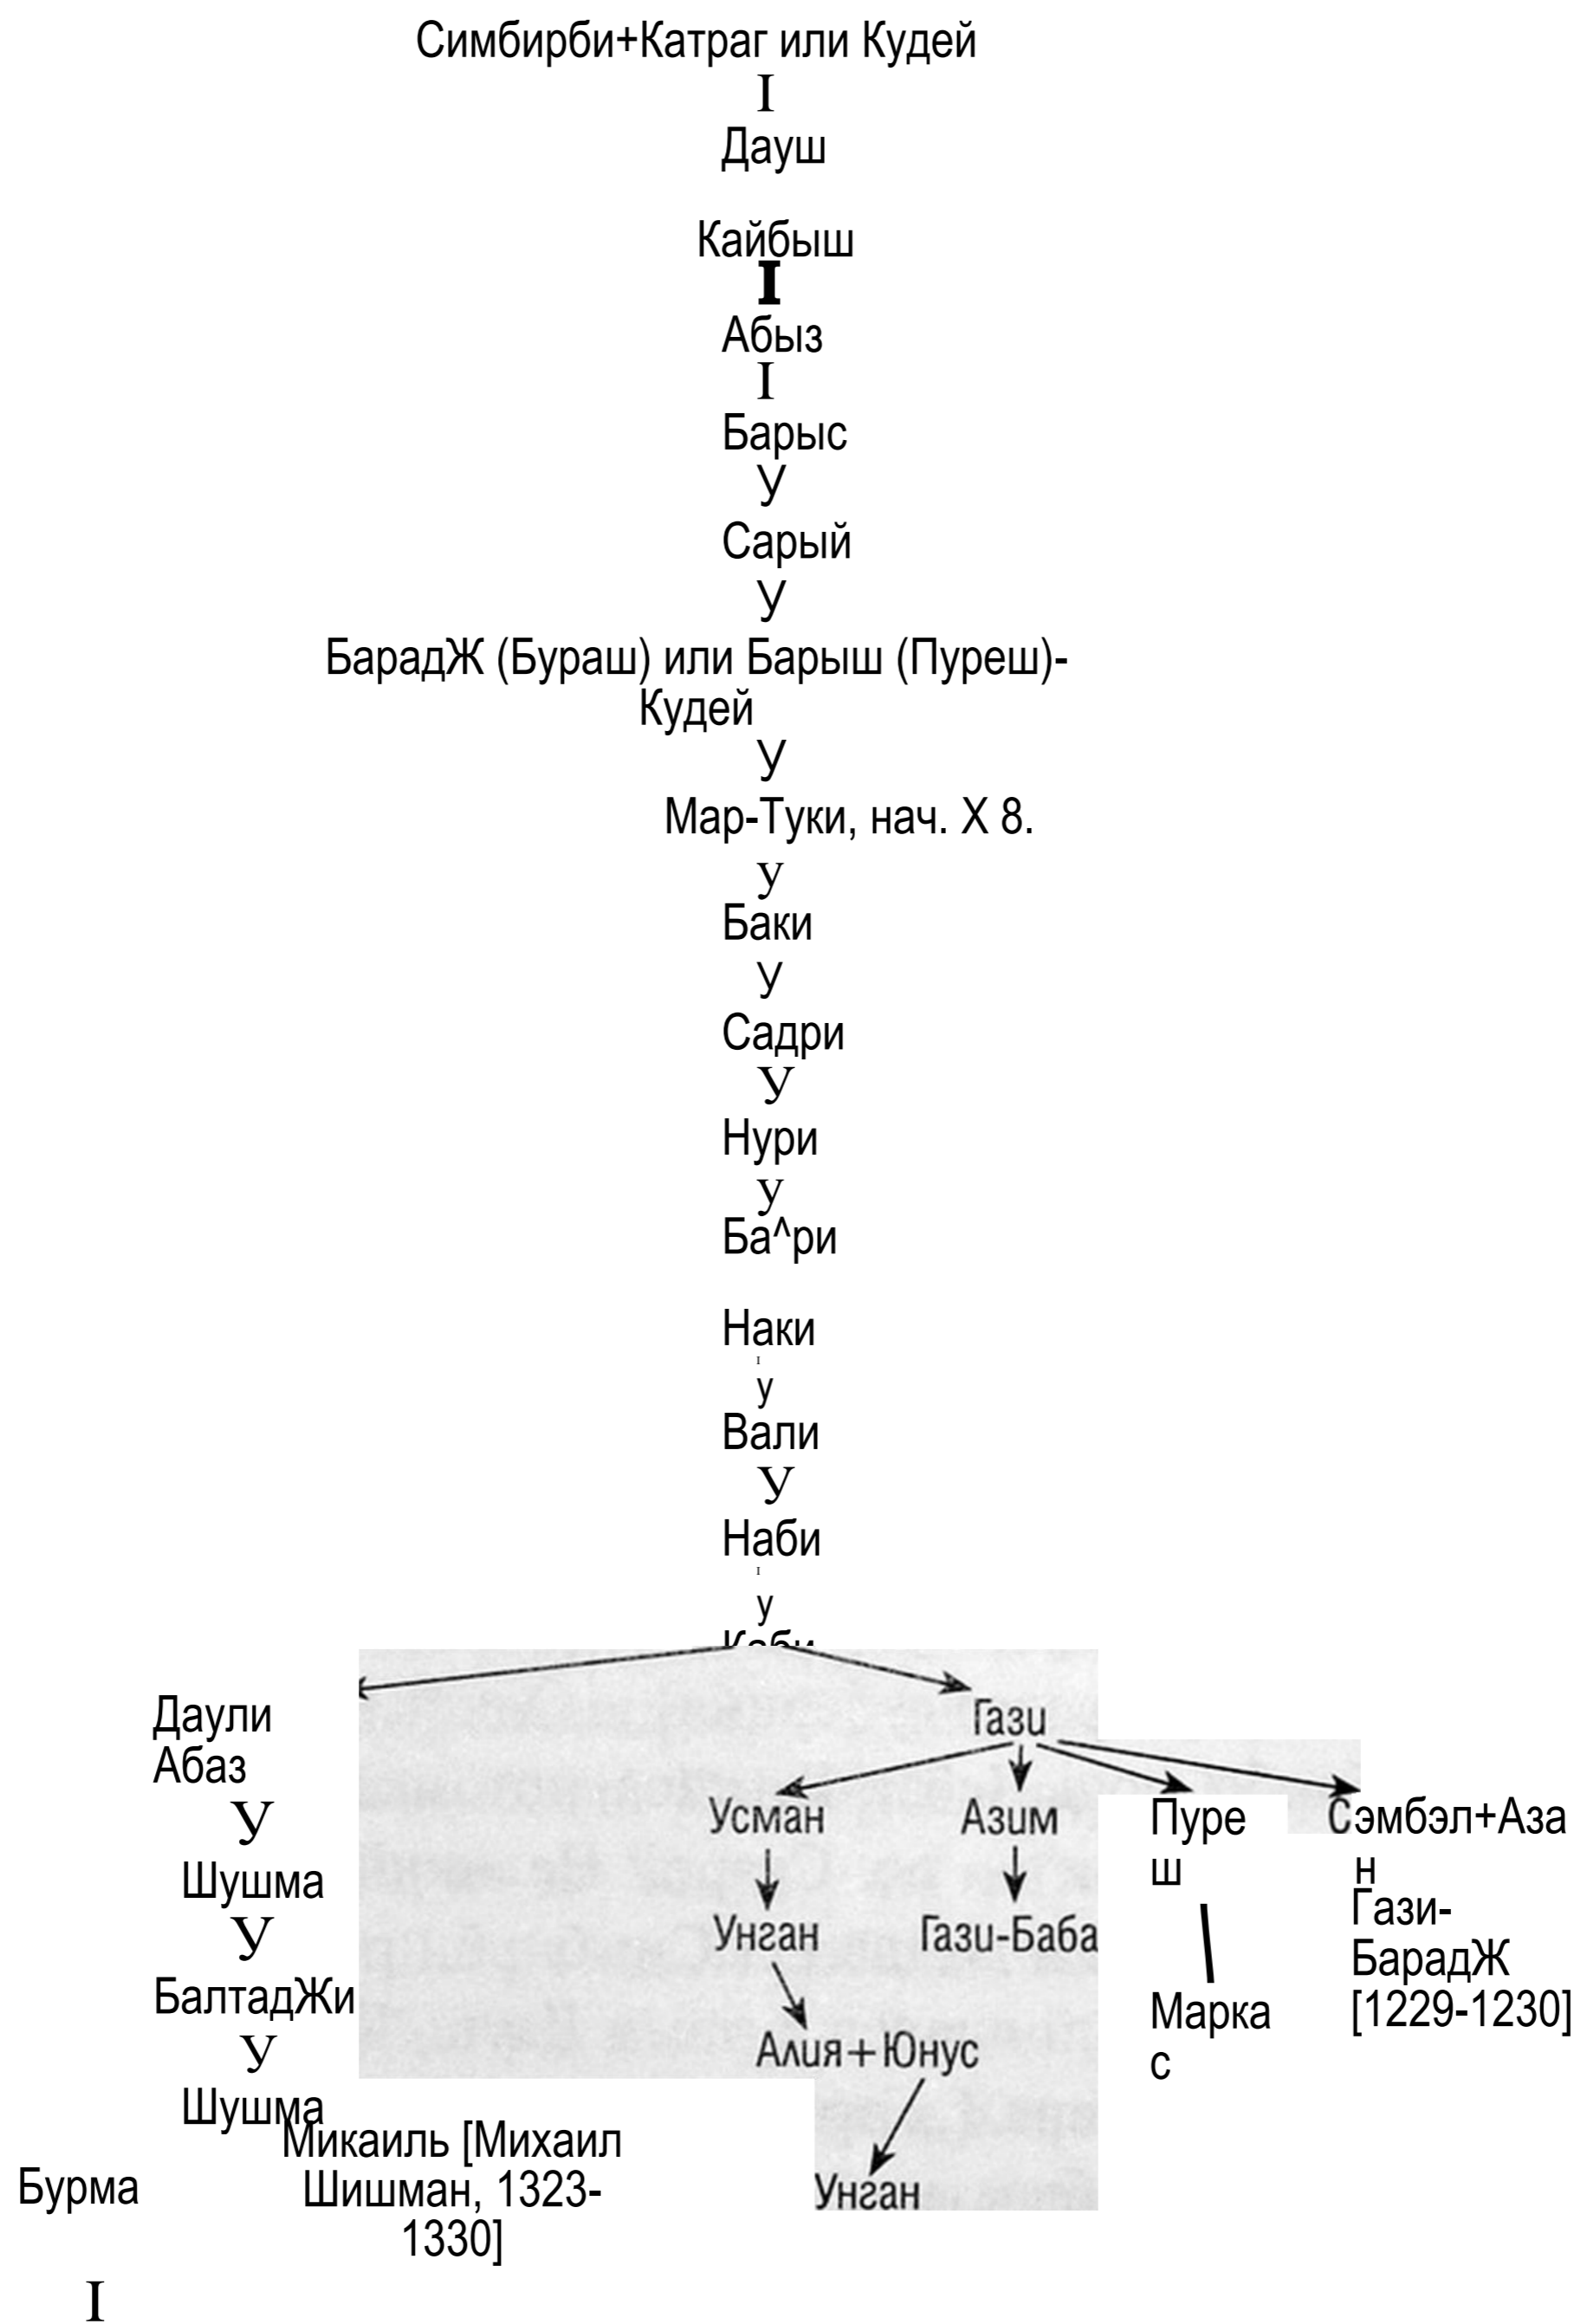 Симбирби+Катраг или Кудей
I
Дауш
Кайбыш
I
Абыз
I
Барыс
У
Сарый
У
БарадЖ (Бураш) или Барыш (Пуреш)-
Кудей
У
Мар-Туки, нач. X 8.
у
Баки
У
Садри
У
Нури
у
Ба^ри
Наки
I
у
Вали
У
Наби
I
у
Даули
Абаз
Гази
У
Усман
Азим
Пуре
ш
Сэмбэл+Аза
н
Шушма
У
Унган
Гази-Баба
Гази-
БарадЖ
[1229-1230]
БалтадЖи
Марка
с
У
Алия+Юнус
Шушма
Микаиль [Михаил
Шишман, 1323-
1330]
Бурма
Унган
I